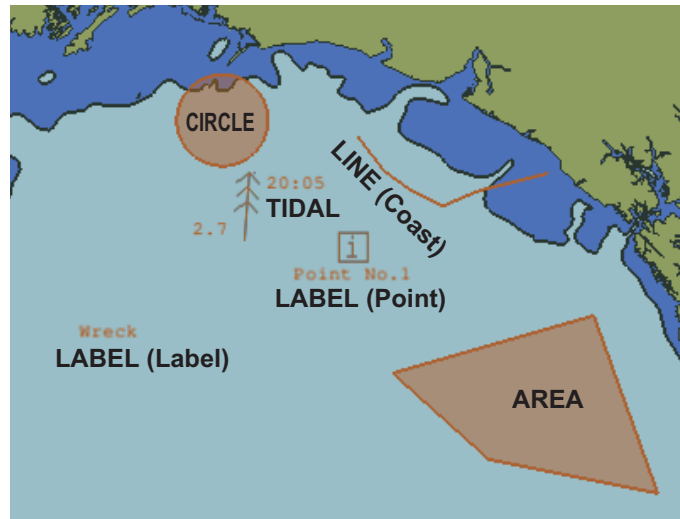 CIRCLE
LINE (Coast)
20:05
TIDAL
2.7
i
Point No.1
LABEL (Point)
Wreck
LABEL (Label)
AREA